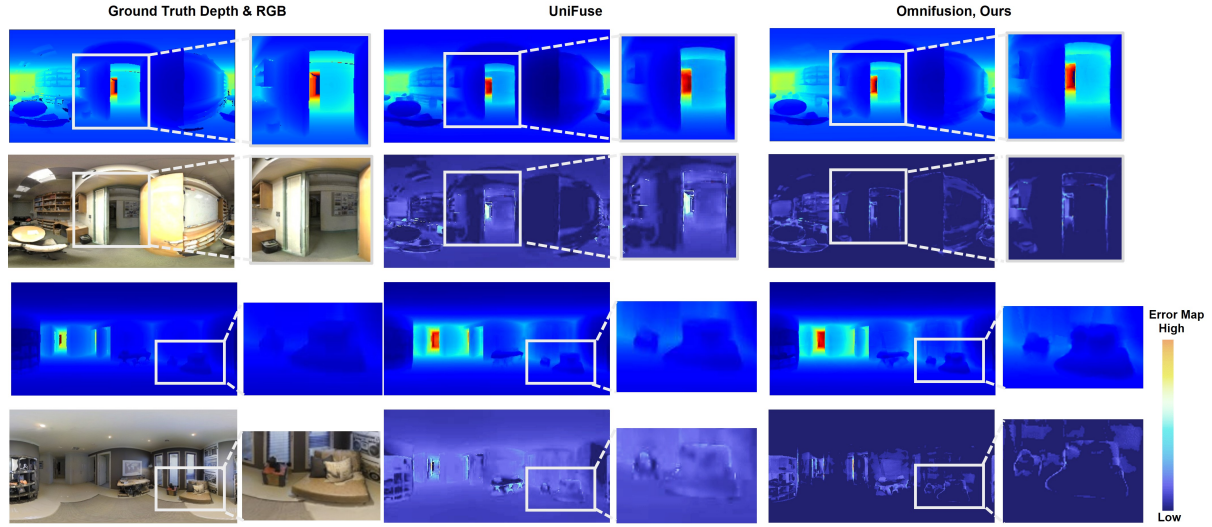 Ground Truth Depth & RGB
UniFuse
Omnifusion, Ours
Error Map
High
Low